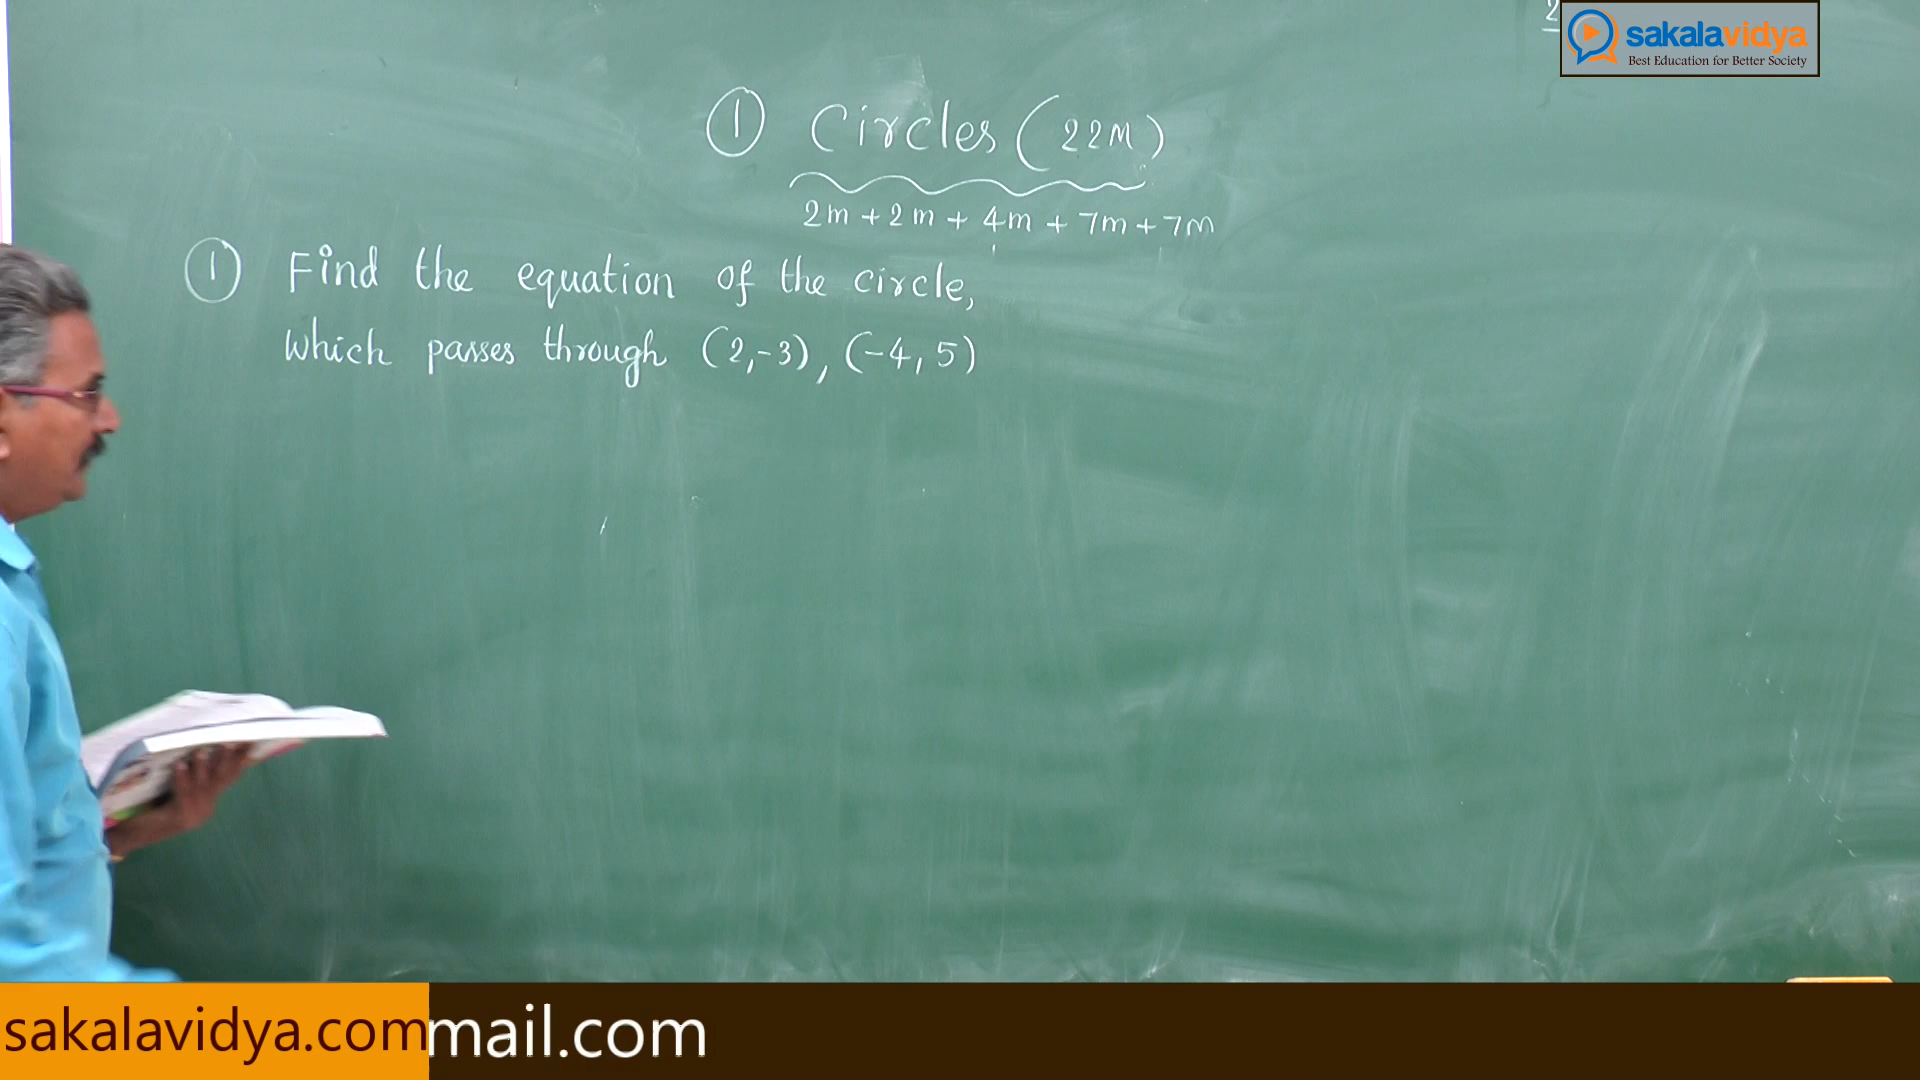 2
sakalavidya
Best Education for Better Society
① Circles (22M)
2m + 2m + 4m + 7m + 7m
① Find the equation of the circle,
which passes through (2,-3), (-4, 5)
sakalavidya.com mail.com